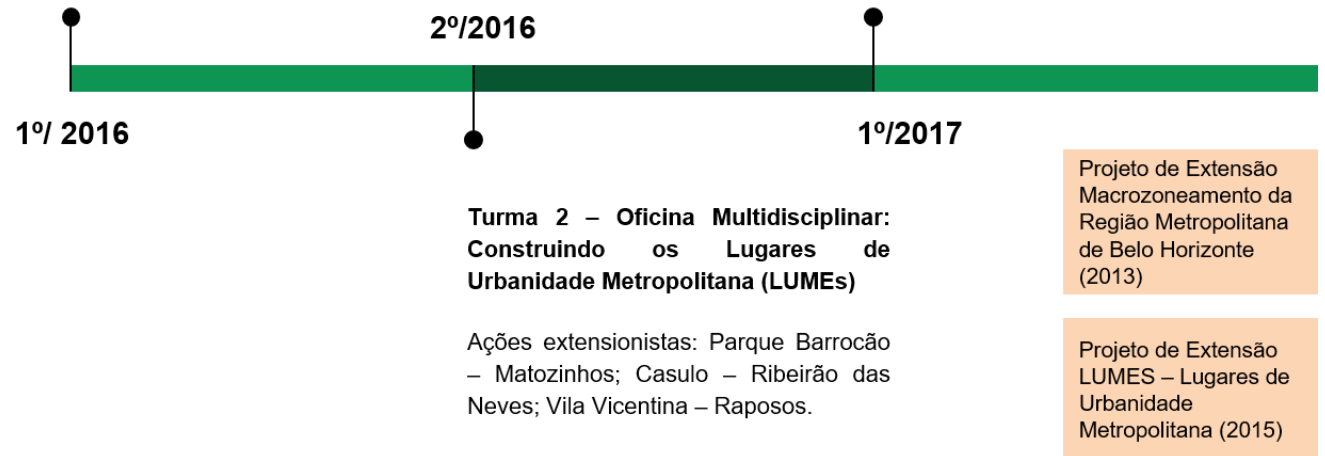 2º/2016
1º/ 2016
1º/2017
Turma 2 – Oficina Multidisciplinar:
Construindo os Lugares de
Urbanidade Metropolitana (LUMEs)
Ações extensionistas: Parque Barrocão
– Matozinhos; Casulo – Ribeirão das
Neves; Vila Vicentina – Raposos.
Projeto de Extensão
Macrozoneamento da
Região Metropolitana
de Belo Horizonte
(2013)
Projeto de Extensão
LUMES – Lugares de
Urbanidade
Metropolitana (2015)